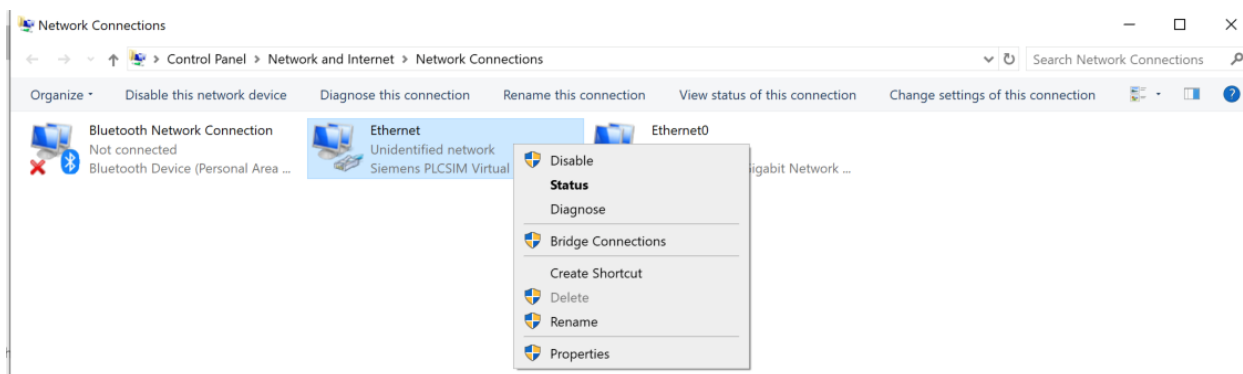 Network Connections
Control Panel > Network and Internet > Network Connections
Search Network Connections
Organize
Disable this network device
Diagnose this connection
Rename this connection
View status of this connection
Change settings of this connection
Bluetooth Network Connection
Not connected
Bluetooth Device (Personal Area ...
Ethernet
Unidentified network
Siemens PLCSIM Virtual
Ethernet0
Network ...
Disable
Status
Diagnose
Bridge Connections
Create Shortcut
Delete
Rename
Properties